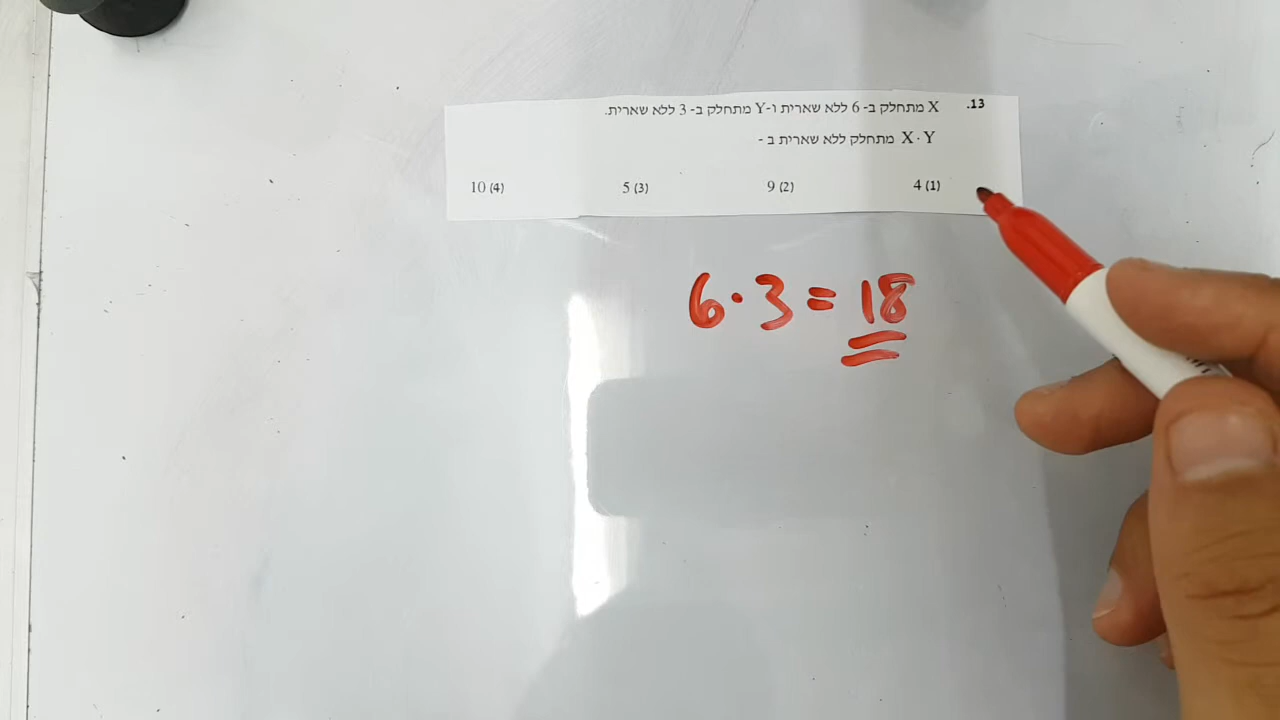 13. X מתחלק ב- 6 ללא שארית ו-Y מתחלק ב- 3 ללא שארית.
X · Y מתחלק ללא שארית ב -
(1) 4 (2) 9 (3) 5 (4) 10
6 · 3 = 18